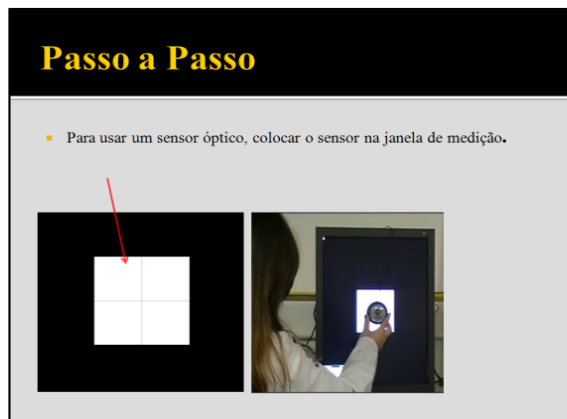 Passo a Passo
Para usar um sensor óptico, colocar o sensor na janela de medição.